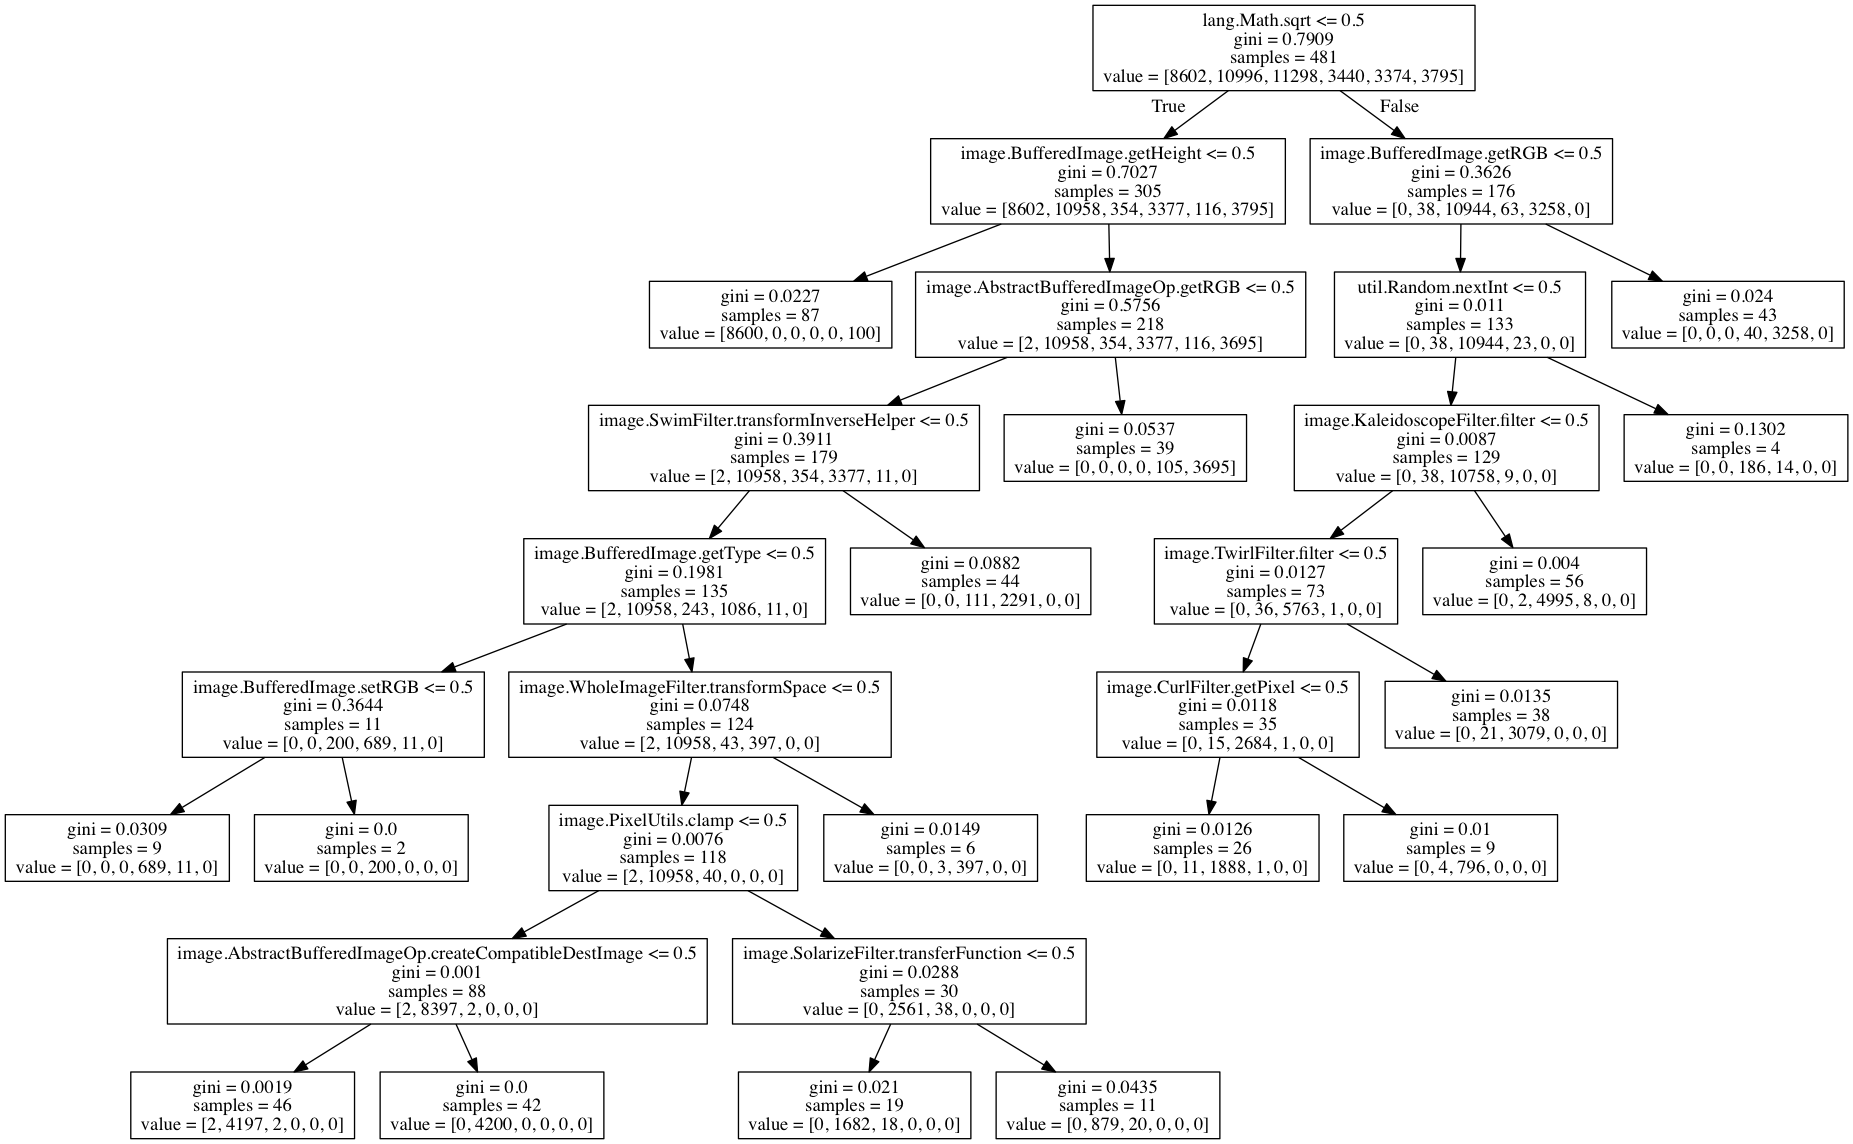 lang.Math.sqrt <= 0.5
gini = 0.7909
samples = 481
value = [8602, 10996, 11298, 3440, 3374, 3795]
True
False
image.BufferedImage.getHeight <= 0.5
gini = 0.7027
samples = 305
value = [8602, 10958, 354, 3377, 116, 3795]
image.BufferedImage.getRGB <= 0.5
gini = 0.3626
samples = 176
value = [0, 38, 10944, 63, 3258, 0]
gini = 0.0227
samples = 87
value = [8600, 0, 0, 0, 0, 100]
image.AbstractBufferedImageOp.getRGB <= 0.5
gini = 0.5756
samples = 218
value = [2, 10958, 354, 3377, 116, 3695]
util.Random.nextInt <= 0.5
gini = 0.011
samples = 133
value = [0, 38, 10944, 23, 0, 0]
gini = 0.024
samples = 43
value = [0, 0, 0, 40, 3258, 0]
image.SwimFilter.transformInverseHelper <= 0.5
gini = 0.3911
samples = 179
value = [2, 10958, 354, 3377, 11, 0]
gini = 0.0537
samples = 39
value = [0, 0, 0, 0, 105, 3695]
image.KaleidoscopeFilter.filter <= 0.5
gini = 0.0087
samples = 129
value = [0, 38, 10758, 9, 0, 0]
gini = 0.1302
samples = 4
value = [0, 0, 186, 14, 0, 0]
image.BufferedImage.getType <= 0.5
gini = 0.1981
samples = 135
value = [2, 10958, 243, 1086, 11, 0]
gini = 0.0882
samples = 44
value = [0, 0, 111, 2291, 0, 0]
image.TwirlFilter.filter <= 0.5
gini = 0.0127
samples = 73
value = [0, 36, 5763, 1, 0, 0]
gini = 0.004
samples = 56
value = [0, 2, 4995, 8, 0, 0]
image.BufferedImage.setRGB <= 0.5
gini = 0.3644
samples = 11
value = [0, 0, 200, 689, 11, 0]
image.WholeImageFilter.transformSpace <= 0.5
gini = 0.0748
samples = 124
value = [2, 10958, 43, 397, 0, 0]
image.CurlFilter.getPixel <= 0.5
gini = 0.0118
samples = 35
value = [0, 15, 2684, 1, 0, 0]
gini = 0.0135
samples = 38
value = [0, 21, 3079, 0, 0, 0]
gini = 0.0309
samples = 9
value = [0, 0, 0, 689, 11, 0]
gini = 0.0
samples = 2
value = [0, 0, 200, 0, 0, 0]
image.PixelUtils.clamp <= 0.5
gini = 0.0076
samples = 118
value = [2, 10958, 40, 0, 0, 0]
gini = 0.0149
samples = 6
value = [0, 0, 3, 397, 0, 0]
gini = 0.0126
samples = 26
value = [0, 11, 1888, 1, 0, 0]
gini = 0.01
samples = 9
value = [0, 4, 796, 0, 0, 0]
image.AbstractBufferedImageOp.createCompatibleDestImage <= 0.5
gini = 0.001
samples = 88
value = [2, 8397, 2, 0, 0, 0]
image.SolarizeFilter.transferFunction <= 0.5
gini = 0.0288
samples = 30
value = [0, 2561, 38, 0, 0, 0]
gini = 0.0019
samples = 46
value = [2, 4197, 2, 0, 0, 0]
gini = 0.0
samples = 42
value = [0, 4200, 0, 0, 0, 0]
gini = 0.021
samples = 19
value = [0, 1682, 18, 0, 0, 0]
gini = 0.0435
samples = 11
value = [0, 879, 20, 0, 0, 0]